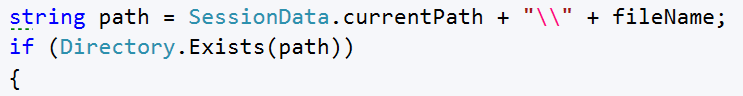 string path = SessionData.currentPath + "\\" + fileName;
if (Directory.Exists(path))
{